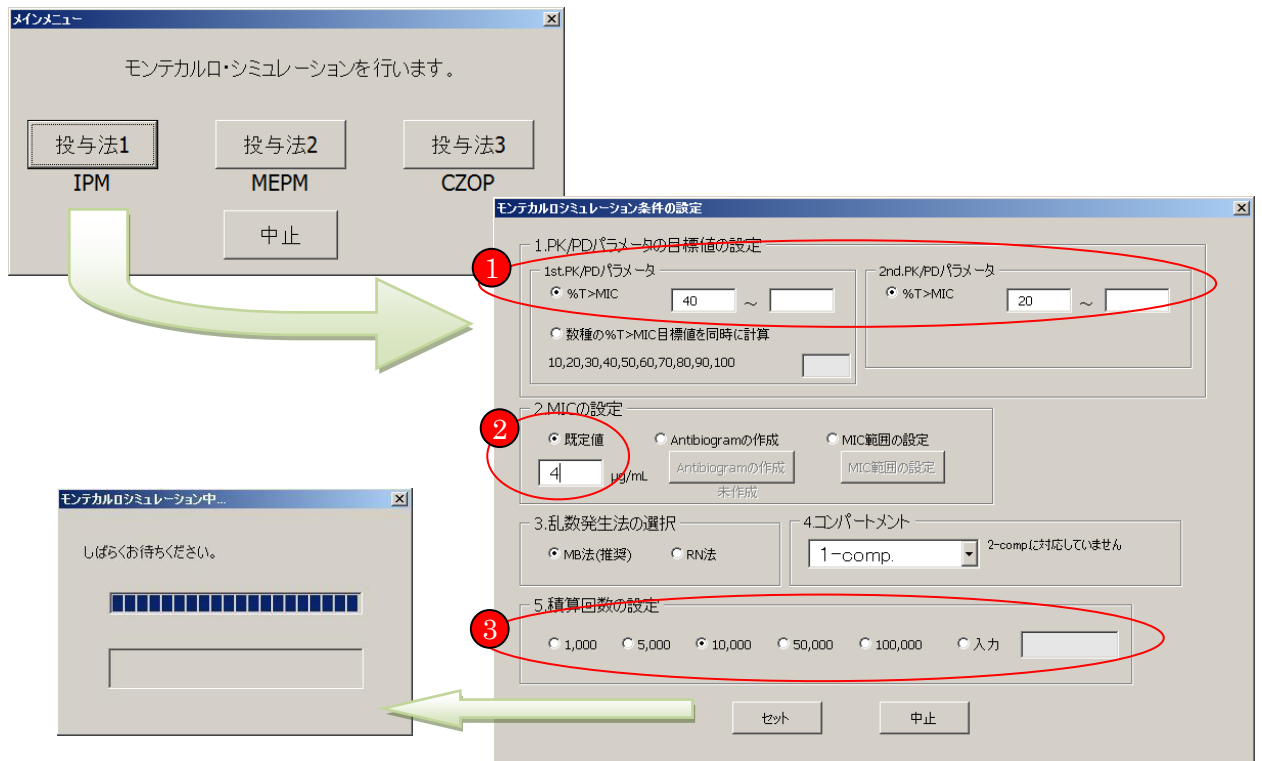 メインメニュー
モンテカルロ・シミュレーションを行います。
投与法1 投与法2 投与法3
IPM MEPM CZOP
中止
モンテカルロシミュレーション条件の設定
1.PK/PDパラメータの目標値の設定
1
1st.PK/PDパラメータ 2nd.PK/PDパラメータ
%T>MIC 40 ～ %T>MIC 20 ～
数種の%T>MIC目標値を同時に計算
10,20,30,40,50,60,70,80,90,100
2.MICの設定
2
既定値 Antibiogramの作成 MIC範囲の設定
4 μg/mL Antibiogramの作成 MIC範囲の設定
未作成
3.乱数発生法の選択 4.コンパートメント
MB法(推奨) RN法 1-comp. 2-compに対応していません
5.積算回数の設定
3
1,000 5,000 10,000 50,000 100,000 入力
セット 中止
モンテカルロシミュレーション中...
しばらくお待ちください。